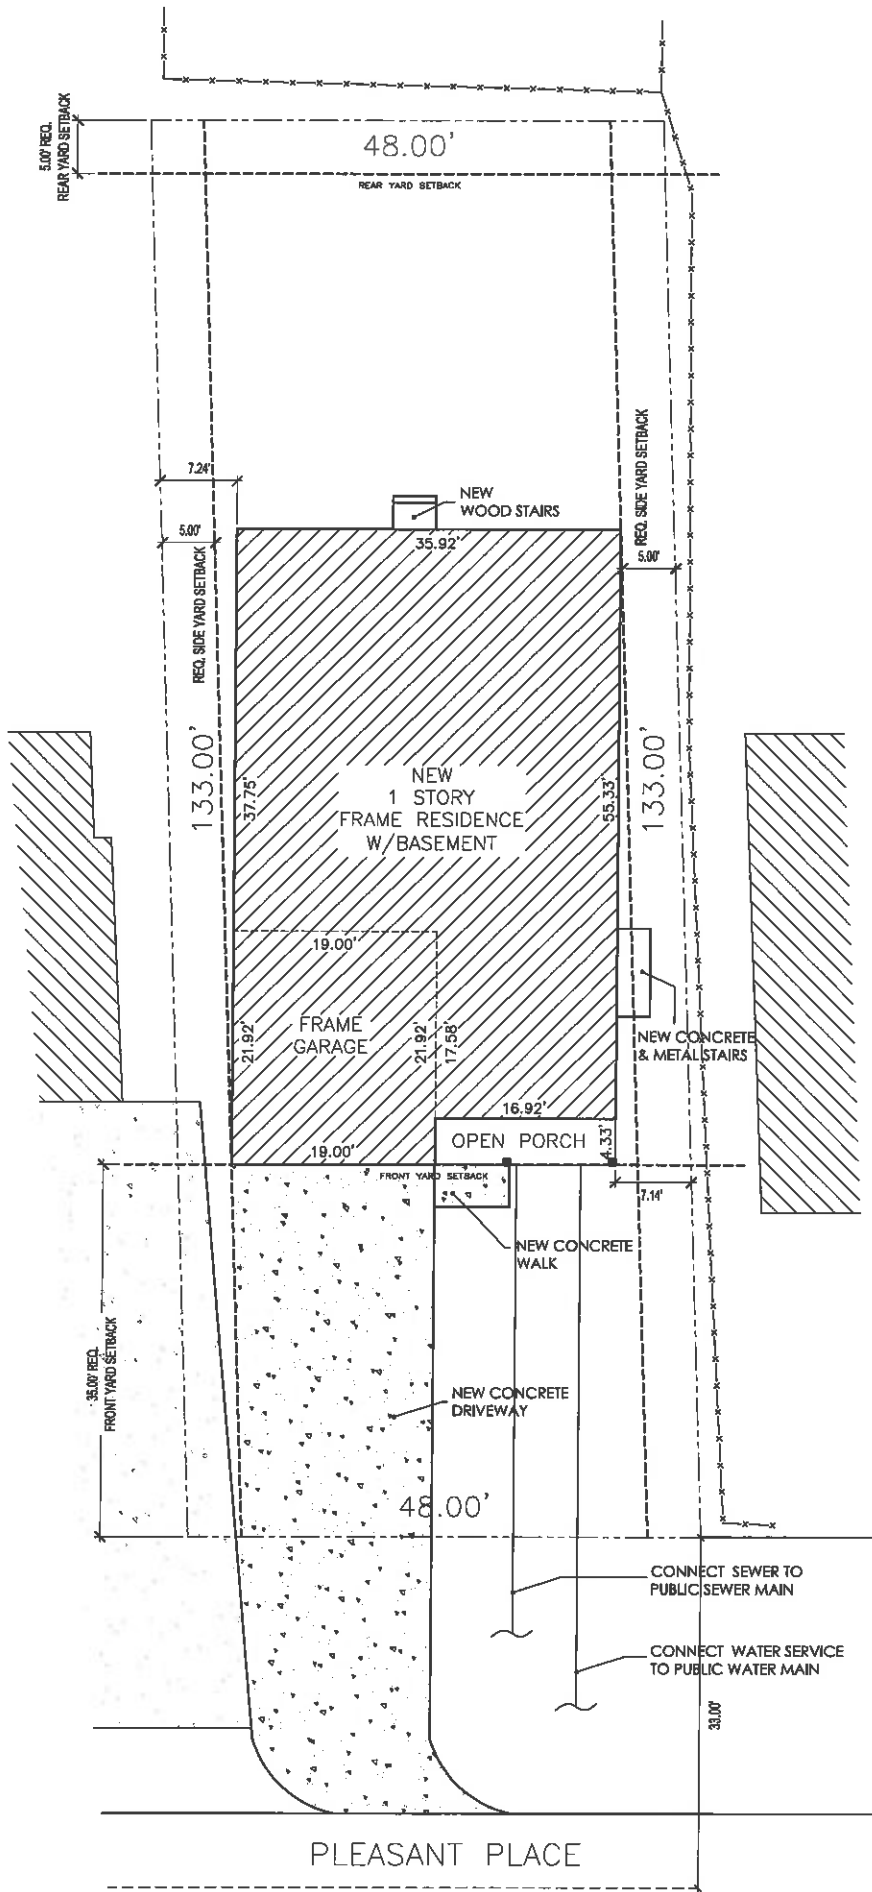 5.00' REQ.
REAR YARD SETBACK
48.00'
REAR YARD SETBACK
7.24'
NEW
WOOD STAIRS
REQ. SIDE YARD SETBACK
5.00'
35.92'
5.00'
REQ. SIDE YARD SETBACK
133.00'
37.75'
NEW
1 STORY
FRAME RESIDENCE
W/BASEMENT
55.33'
133.00'
19.00'
FRAME
GARAGE
21.92'
21.92'
17.58'
NEW CONCRETE
& METAL STAIRS
16.92'
OPEN PORCH
4.33'
19.00'
FRONT YARD SETBACK
7.14'
NEW CONCRETE
WALK
35.00' REQ.
FRONT YARD SETBACK
NEW CONCRETE
DRIVEWAY
48.00'
CONNECT SEWER TO
PUBLIC SEWER MAIN
CONNECT WATER SERVICE
TO PUBLIC WATER MAIN
33.00'
PLEASANT PLACE